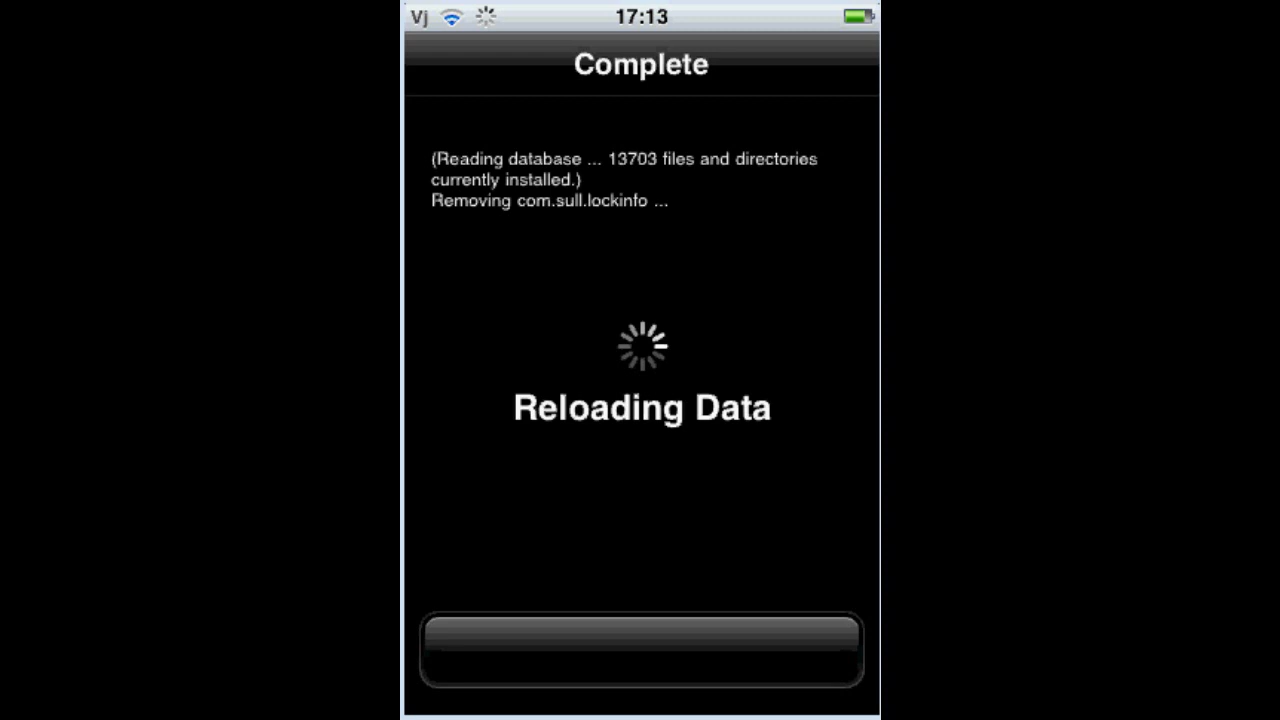 Vj 17:13
Complete
(Reading database ... 13703 files and directories
currently installed.)
Removing com.sull.lockinfo ...
Reloading Data